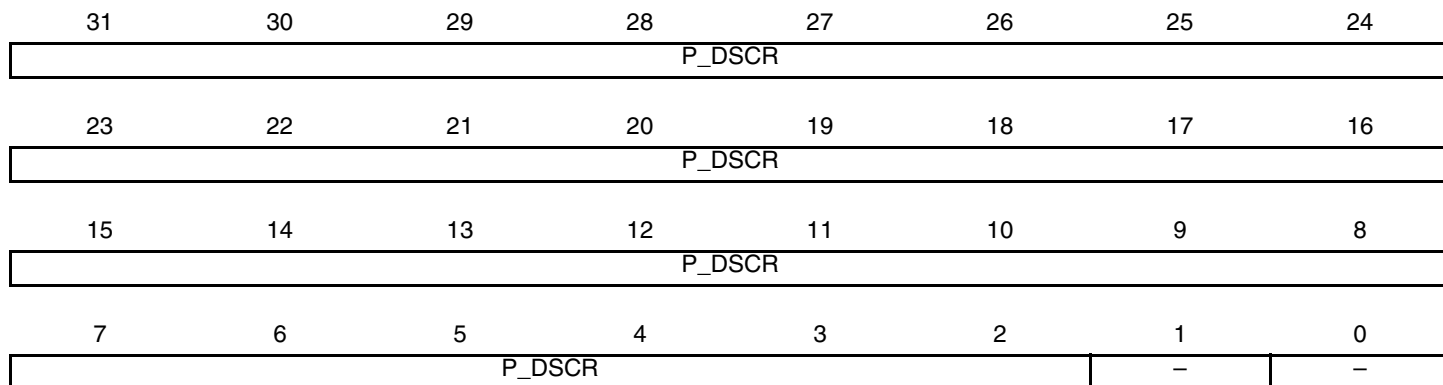 31 30 29 28 27 26 25 24
P_DSCR
23 22 21 20 19 18 17 16
P_DSCR
15 14 13 12 11 10 9 8
P_DSCR
7 6 5 4 3 2 1 0
P_DSCR – –